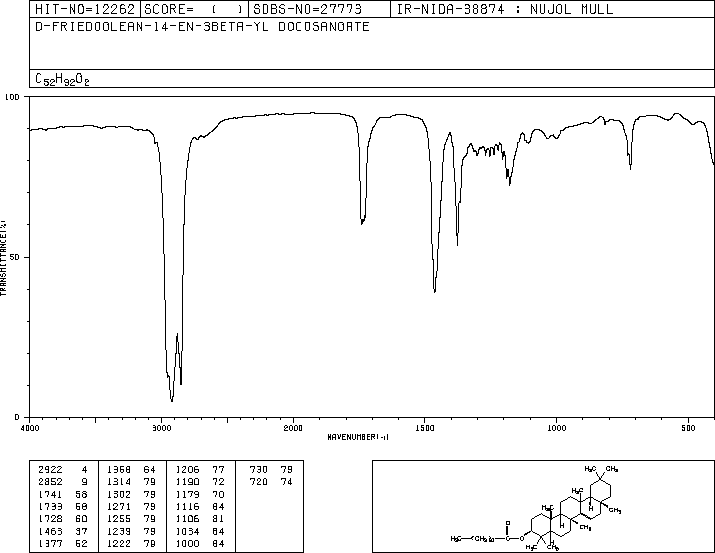 HIT-NO=12262 SCORE= ( ) SDBS-NO=27773 IR-NIDA-38874 : NUJOL MULL
D-FRIEDOOLEAN-14-EN-3BETA-YL DOCOSANOATE
C52H92O2
100
50
0
TRANSMITTANCE(%)
4000 3000 2000 1500 1000 500
WAVENUMBER(-1)
2922 4 1368 64 1206 77 730 79
2852 9 1314 79 1190 72 720 74
1741 58 1302 79 1179 70
1733 60 1271 79 1116 84
1728 60 1255 79 1106 81
1463 37 1239 79 1034 84
1377 52 1222 79 1000 84
H3C CH3
CH3 H CH3
CH3 H CH3
O
H3C (CH2)20 C O H
H3C CH3